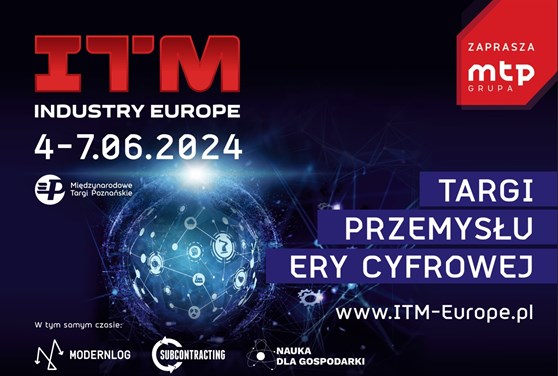 ITM
INDUSTRY EUROPE
4-7.06.2024
Międzynarodowe
Targi Poznańskie
ZAPRASZA
mtp
GRUPA
TARGI
PRZEMYSŁU
ERY CYFROWEJ
www.ITM-Europe.pl
W tym samym czasie:
MODERNLOG
SUBCONTRACTING
NAUKA
DLA GOSPODARKI